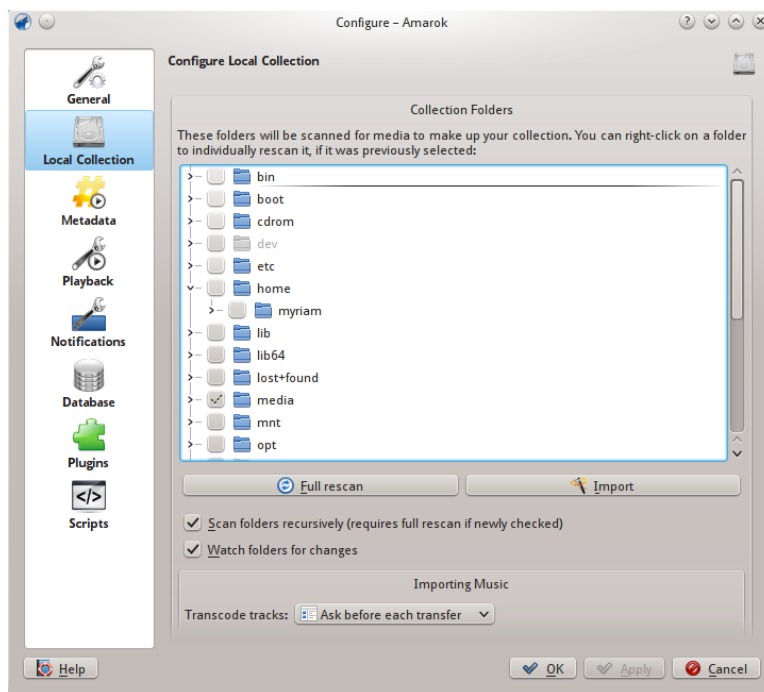 Configure – Amarok
General
Local Collection
Metadata
Playback
Notifications
Database
Plugins
Scripts
Configure Local Collection
Collection Folders
These folders will be scanned for media to make up your collection. You can right-click on a folder
to individually rescan it, if it was previously selected:
bin
boot
cdrom
dev
etc
home
myriam
lib
lib64
lost+found
media
mnt
opt
Full rescan
Import
Scan folders recursively (requires full rescan if newly checked)
Watch folders for changes
Importing Music
Transcode tracks: Ask before each transfer
Help
OK
Apply
Cancel